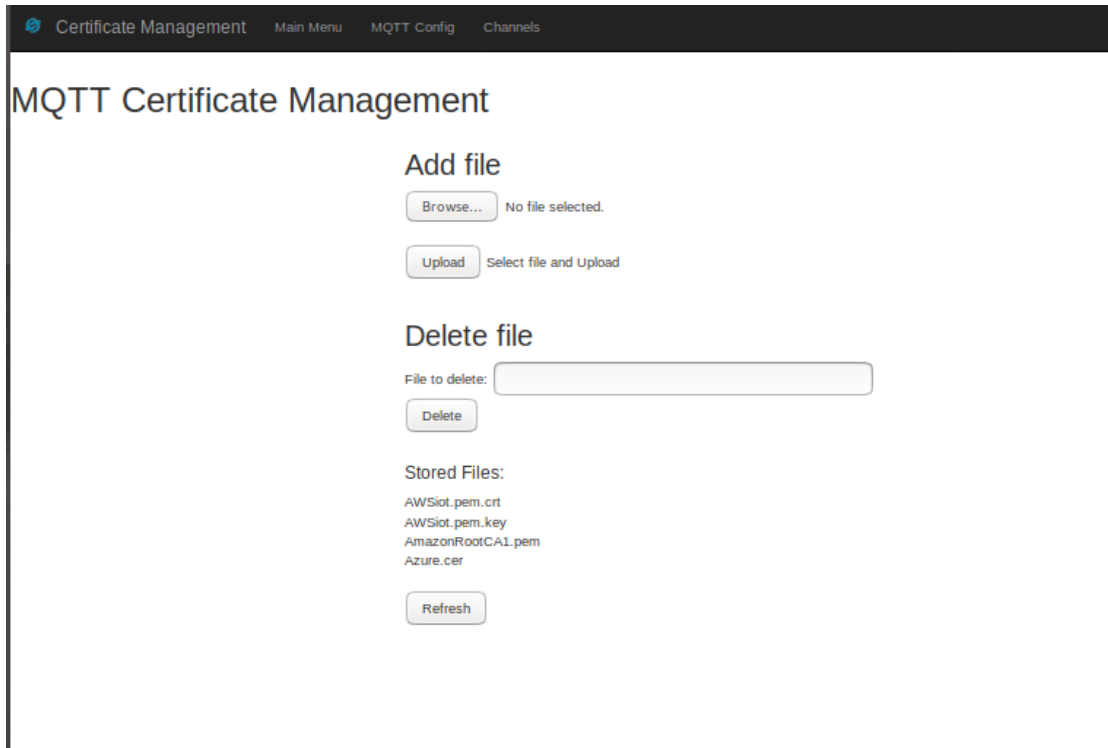 Certificate Management Main Menu MQTT Config Channels
MQTT Certificate Management
Add file
Browse... No file selected.
Upload Select file and Upload
Delete file
File to delete:
Delete
Stored Files:
AWSiot.pem.crt
AWSiot.pem.key
AmazonRootCA1.pem
Azure.cer
Refresh